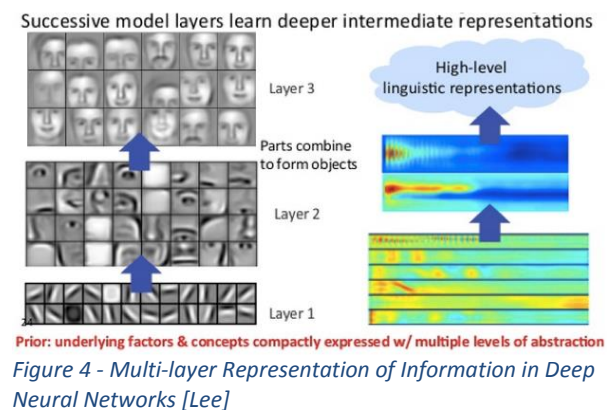 Successive model layers learn deeper intermediate representations
Layer 3
High-level
linguistic representations
Parts combine
to form objects
Layer 2
Layer 1
24
Prior: underlying factors & concepts compactly expressed w/ multiple levels of abstraction
Figure 4 - Multi-layer Representation of Information in Deep
Neural Networks [Lee]